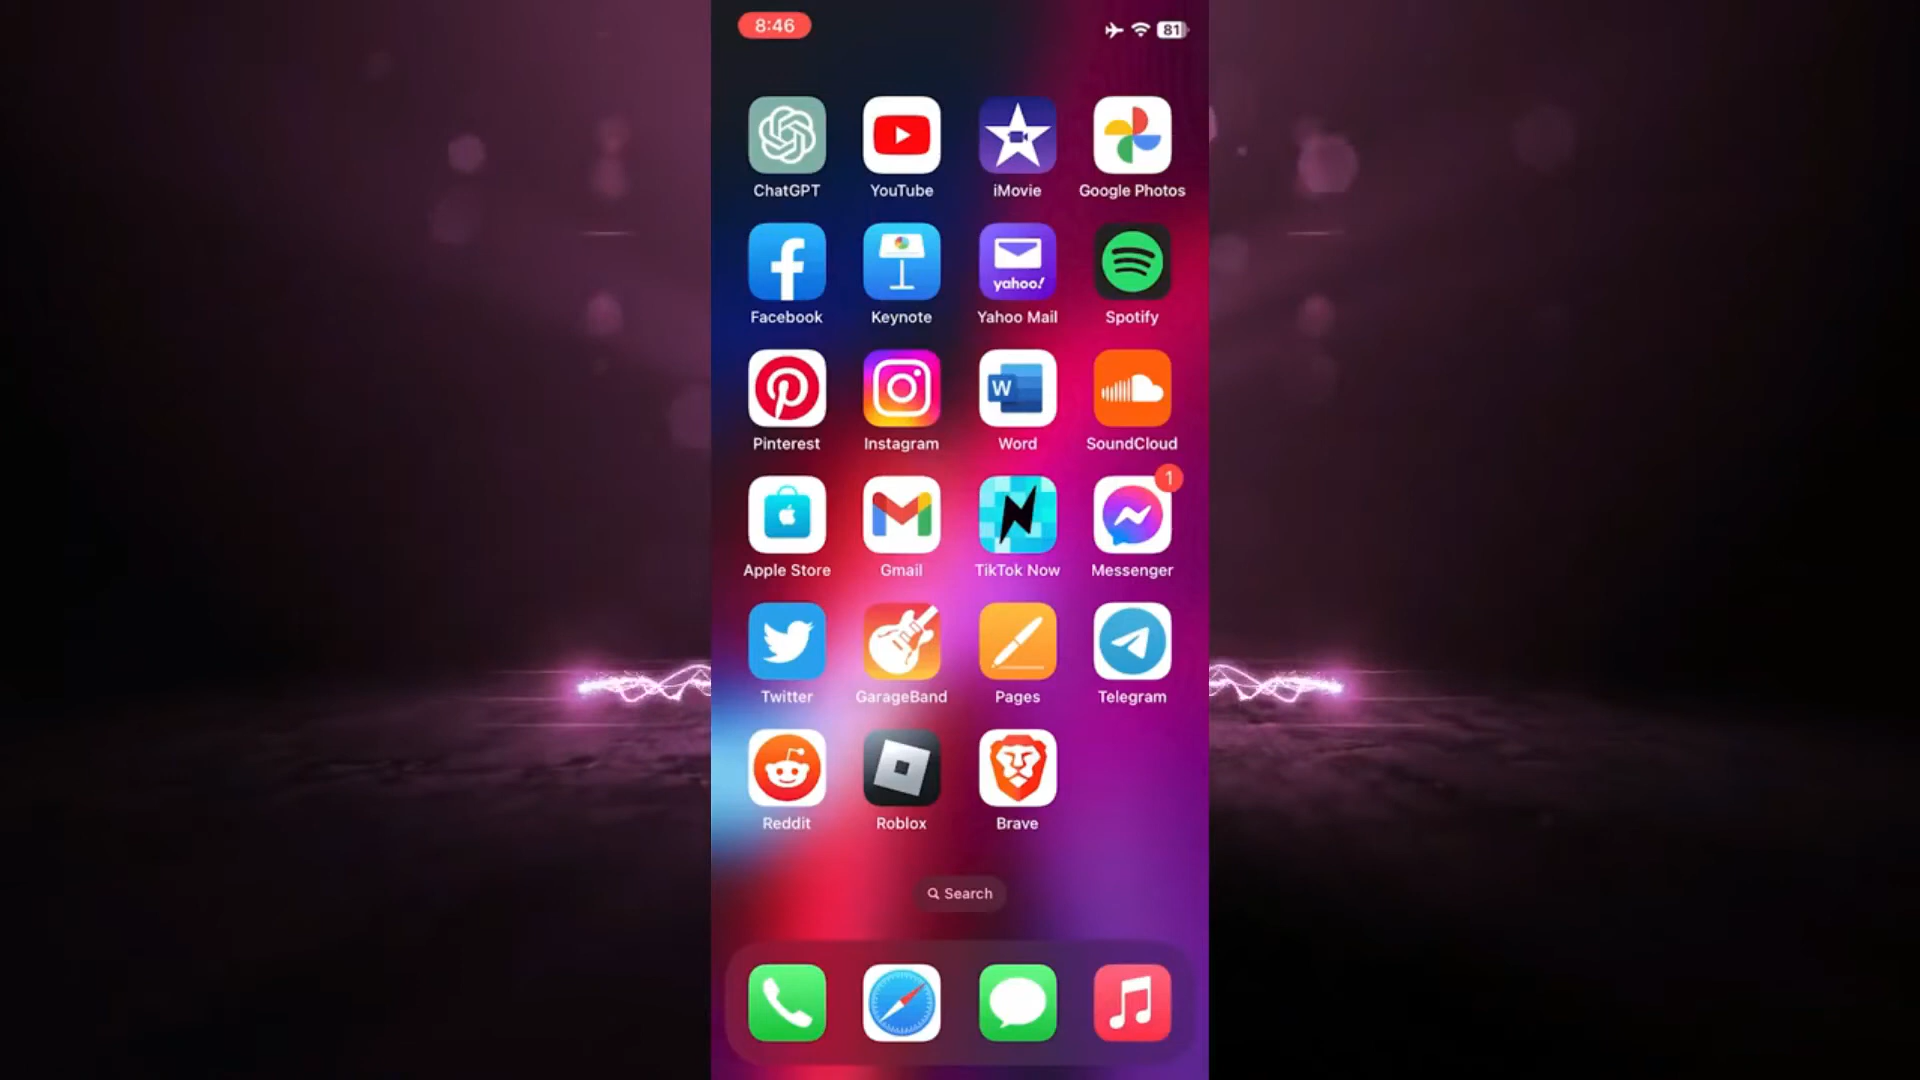 8:46
81
ChatGPT YouTube iMovie Google Photos
yahoo!
Facebook Keynote Yahoo Mail Spotify
W
Pinterest Instagram Word SoundCloud
1
Apple Store Gmail TikTok Now Messenger
Twitter GarageBand Pages Telegram
Reddit Roblox Brave
Search